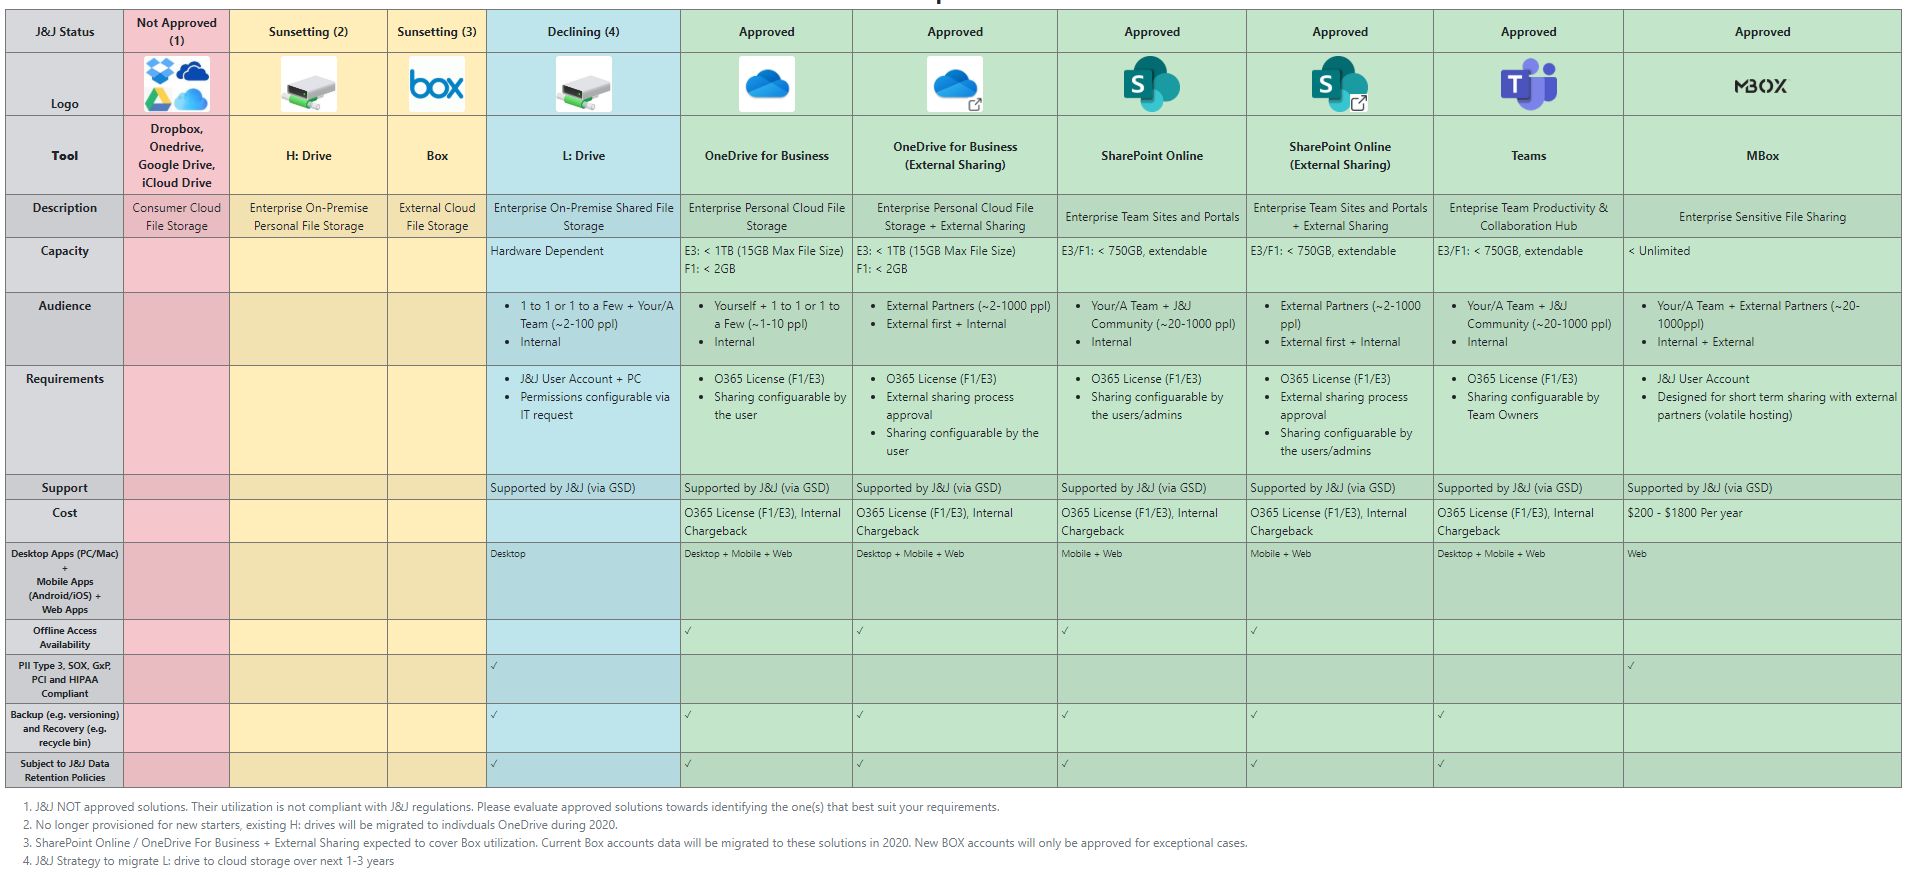 J&J Status
Not Approved
(1)
Sunsetting (2)
Sunsetting (3)
Declining (4)
Approved
Approved
Approved
Approved
Approved
Approved
Logo
box
S
S
T
MBOX
Tool
Dropbox,
Onedrive,
Google Drive,
iCloud Drive
H: Drive
Box
L: Drive
OneDrive for Business
OneDrive for Business
(External Sharing)
SharePoint Online
SharePoint Online
(External Sharing)
Teams
MBox
Description
Consumer Cloud
File Storage
Enterprise On-Premise
Personal File Storage
External Cloud
File Storage
Enterprise On-Premise Shared File
Storage
Enterprise Personal Cloud File
Storage
Enterprise Personal Cloud File
Storage + External Sharing
Enterprise Team Sites and Portals
Enterprise Team Sites and Portals
+ External Sharing
Enterprise Team Productivity &
Collaboration Hub
Enterprise Sensitive File Sharing
Capacity
Hardware Dependent
E3: < 1TB (15GB Max File Size)
F1: < 2GB
E3: < 1TB (15GB Max File Size)
F1: < 2GB
E3/F1: < 750GB, extendable
E3/F1: < 750GB, extendable
E3/F1: < 750GB, extendable
< Unlimited
Audience
• 1 to 1 or 1 to a Few + Your/A
Team (~2-100 ppl)
• Internal
• Yourself + 1 to 1 or 1 to
a Few (~1-10 ppl)
• Internal
• External Partners (~2-1000 ppl)
• External first + Internal
• Your/A Team + J&J
Community (~20-1000 ppl)
• Internal
• External Partners (~2-1000
ppl)
• External first + Internal
• Your/A Team + J&J
Community (~20-1000 ppl)
• Internal
• Your/A Team + External Partners (~20-
1000ppl)
• Internal + External
Requirements
• J&J User Account + PC
• Permissions configurable via
IT request
• O365 License (F1/E3)
• Sharing configuarable by
the user
• O365 License (F1/E3)
• External sharing process
approval
• Sharing configuarable by the
user
• O365 License (F1/E3)
• Sharing configuarable by
the users/admins
• O365 License (F1/E3)
• External sharing process
approval
• Sharing configuarable by
the users/admins
• O365 License (F1/E3)
• Sharing configuarable by
Team Owners
• J&J User Account
• Designed for short term sharing with external
partners (volatile hosting)
Support
Supported by J&J (via GSD)
Supported by J&J (via GSD)
Supported by J&J (via GSD)
Supported by J&J (via GSD)
Supported by J&J (via GSD)
Supported by J&J (via GSD)
Supported by J&J (via GSD)
Cost
O365 License (F1/E3), Internal
Chargeback
O365 License (F1/E3), Internal
Chargeback
O365 License (F1/E3), Internal
Chargeback
O365 License (F1/E3), Internal
Chargeback
O365 License (F1/E3), Internal
Chargeback
$200 - $1800 Per year
Desktop Apps (PC/Mac)
+
Mobile Apps
(Android/iOS) +
Web Apps
Desktop
Desktop + Mobile + Web
Desktop + Mobile + Web
Mobile + Web
Mobile + Web
Desktop + Mobile + Web
Web
Offline Access
Availability
✓
✓
✓
✓
PII Type 3, SOX, GxP,
PCI and HIPAA
Compliant
✓
✓
Backup (e.g. versioning)
and Recovery (e.g.
recycle bin)
✓
✓
✓
✓
✓
✓
Subject to J&J Data
Retention Policies
✓
✓
✓
✓
✓
✓
1. J&J NOT approved solutions. Their utilization is not compliant with J&J regulations. Please evaluate approved solutions towards identifying the one(s) that best suit your requirements.
2. No longer provisioned for new starters, existing H: drives will be migrated to indivduals OneDrive during 2020.
3. SharePoint Online / OneDrive For Business + External Sharing expected to cover Box utilization. Current Box accounts data will be migrated to these solutions in 2020. New BOX accounts will only be approved for exceptional cases.
4. J&J Strategy to migrate L: drive to cloud storage over next 1-3 years